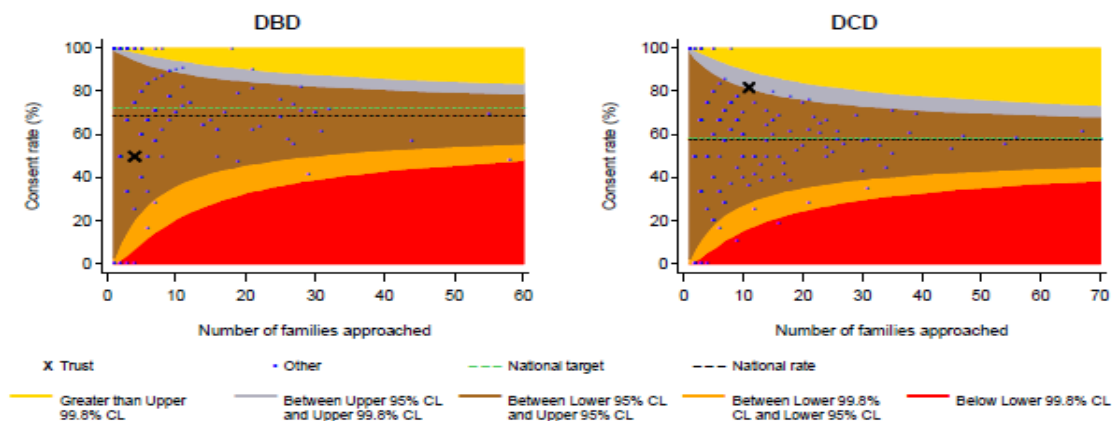 DBD
DCD
Consent rate (%)
100
80
60
40
20
0
0 10 20 30 40 50 60
Number of families approached
Consent rate (%)
100
80
60
40
20
0
0 10 20 30 40 50 60 70
Number of families approached
X Trust
Other
National target
National rate
Greater than Upper
99.8% CL
Between Upper 95% CL
and Upper 99.8% CL
Between Lower 95% CL
and Upper 95% CL
Between Lower 99.8%
CL and Lower 95% CL
Below Lower 99.8% CL